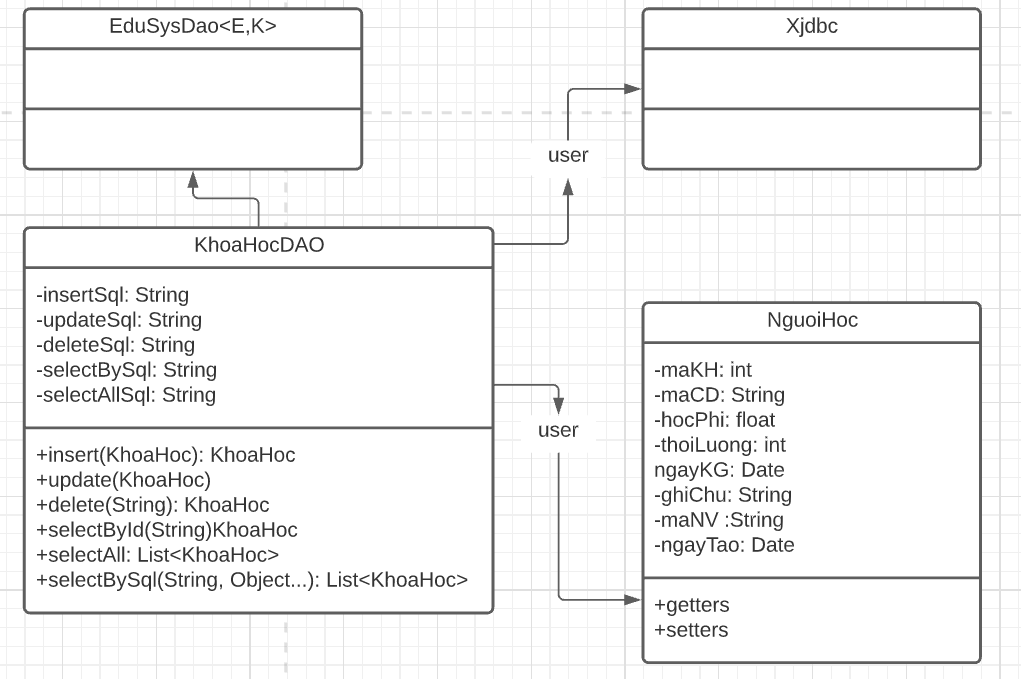 EduSysDao<E,K>
Xjdbc
user
KhoaHocDAO
-insertSql: String
-updateSql: String
-deleteSql: String
-selectBySql: String
-selectAllSql: String
+insert(KhoaHoc): KhoaHoc
+update(KhoaHoc)
+delete(String): KhoaHoc
+selectById(String)KhoaHoc
+selectAll: List<KhoaHoc>
+selectBySql(String, Object...): List<KhoaHoc>
user
NguoiHoc
-maKH: int
-maCD: String
-hocPhi: float
-thoiLuong: int
ngayKG: Date
-ghiChu: String
-maNV :String
-ngayTao: Date
+getters
+setters